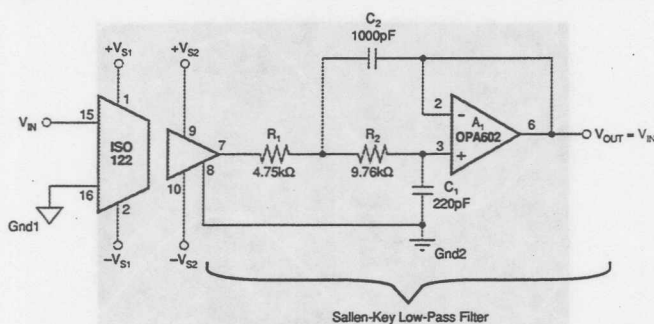 C2
1000pF
+VS1
+VS2
1
VIN
15
ISO
122
16
2
Gnd1
–VS1
9
7
8
10
–VS2
R1
4.75kΩ
R2
9.76kΩ
2
–
A1
OPA602
6
3
+
C1
220pF
Gnd2
VOUT = VIN
Sallen-Key Low-Pass Filter